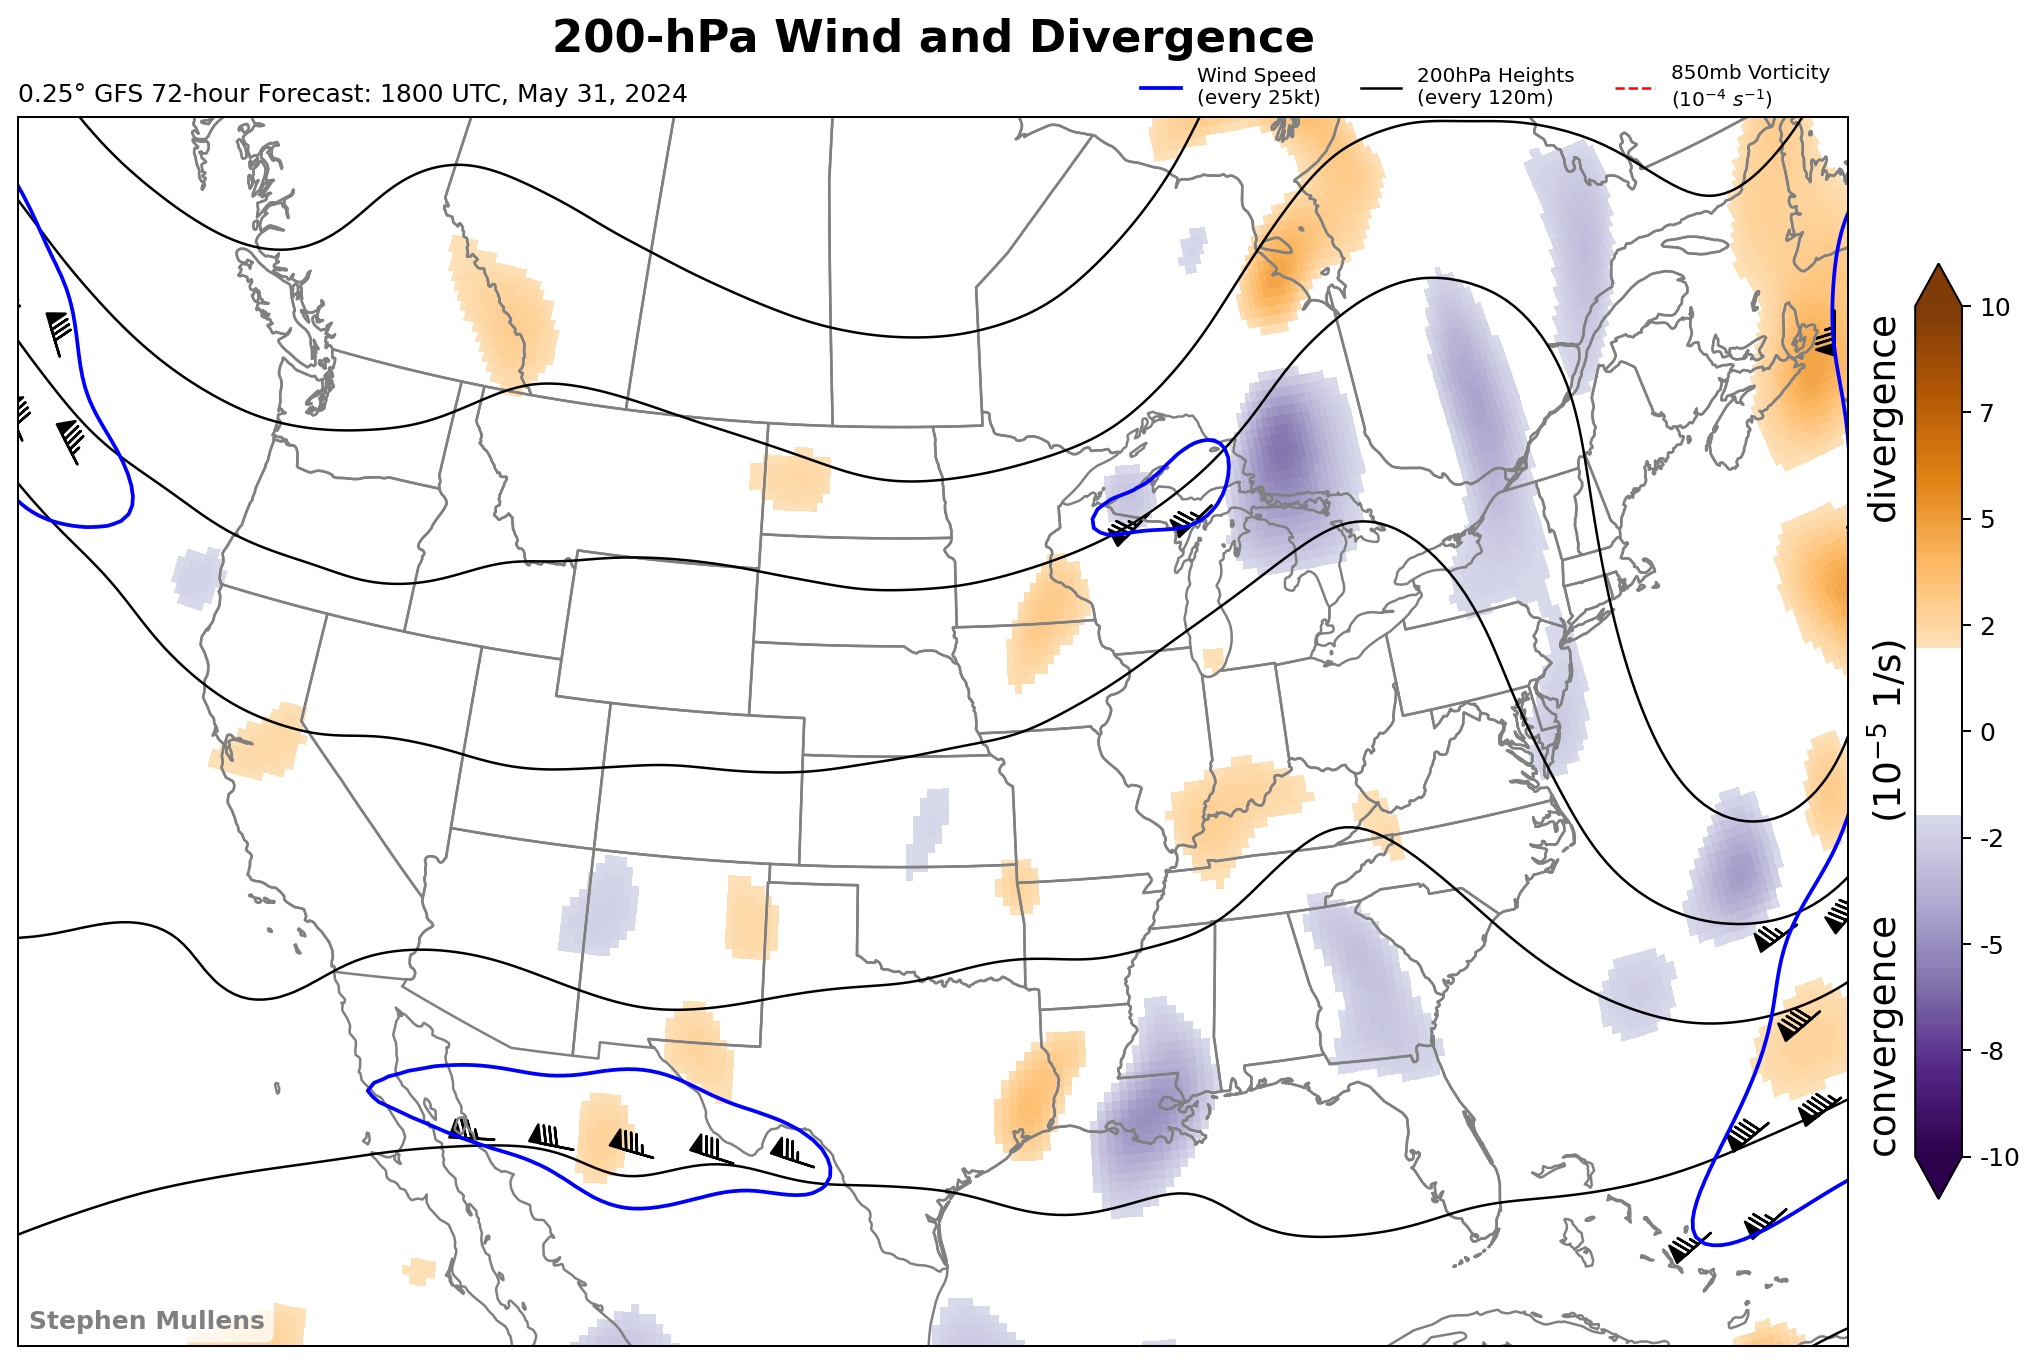 200-hPa Wind and Divergence
0.25° GFS 72-hour Forecast: 1800 UTC, May 31, 2024
Wind Speed
(every 25kt)
200hPa Heights
(every 120m)
850mb Vorticity
(10⁻⁴ s⁻¹)
10
7
5
2
0
-2
-5
-8
-10
convergence (10⁻⁵ 1/s) divergence
Stephen Mullens